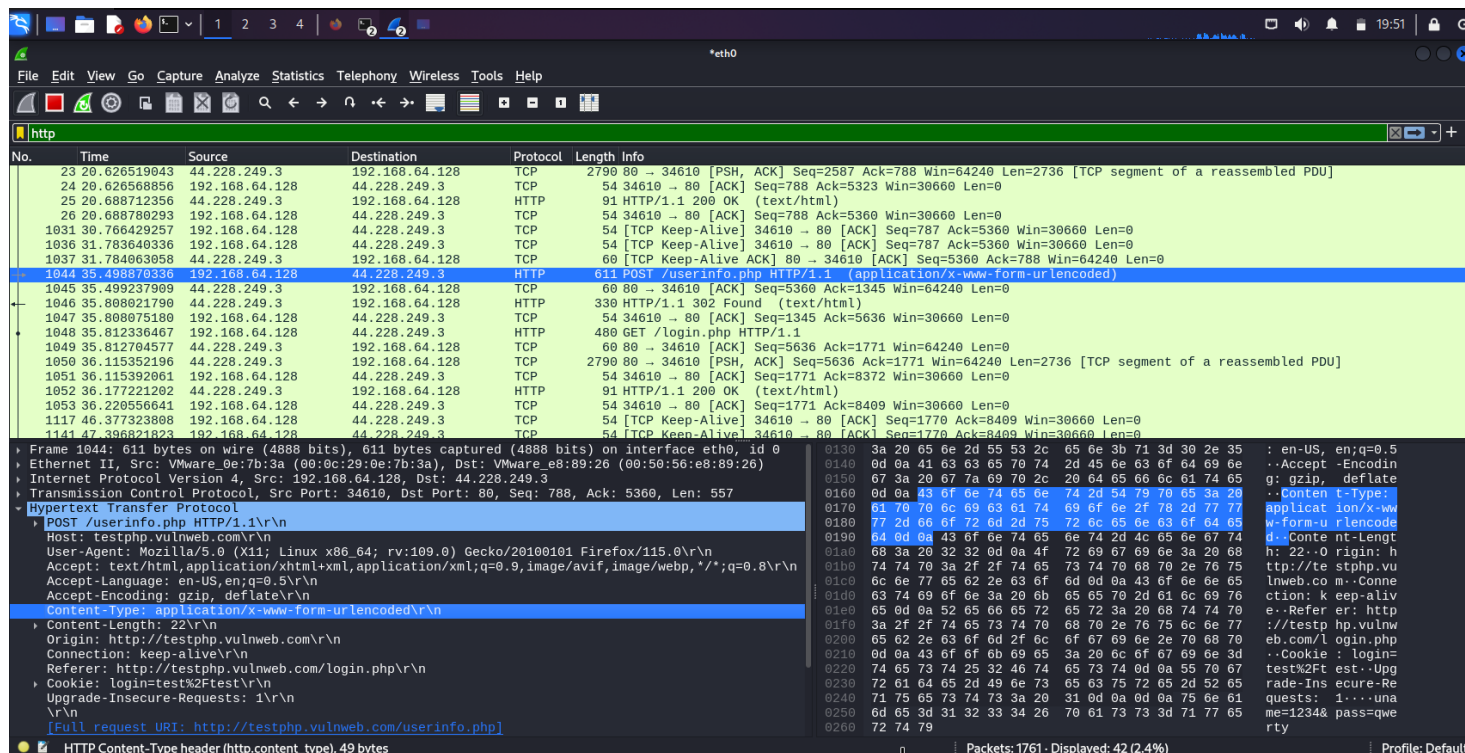 1 2 3 4 2 2 19:51
*eth0
File Edit View Go Capture Analyze Statistics Telephony Wireless Tools Help
http
No. Time Source Destination Protocol Length Info
23 20.626519043 44.228.249.3 192.168.64.128 TCP 2790 80 → 34610 [PSH, ACK] Seq=2587 Ack=788 Win=64240 Len=2736 [TCP segment of a reassembled PDU]
24 20.626568856 192.168.64.128 44.228.249.3 TCP 54 34610 → 80 [ACK] Seq=788 Ack=5323 Win=30660 Len=0
25 20.688712356 44.228.249.3 192.168.64.128 HTTP 91 HTTP/1.1 200 OK (text/html)
26 20.688780293 192.168.64.128 44.228.249.3 TCP 54 34610 → 80 [ACK] Seq=788 Ack=5360 Win=30660 Len=0
1031 30.766429257 192.168.64.128 44.228.249.3 TCP 54 [TCP Keep-Alive] 34610 → 80 [ACK] Seq=787 Ack=5360 Win=30660 Len=0
1036 31.783640336 192.168.64.128 44.228.249.3 TCP 54 [TCP Keep-Alive] 34610 → 80 [ACK] Seq=787 Ack=5360 Win=30660 Len=0
1037 31.784063058 44.228.249.3 192.168.64.128 TCP 60 [TCP Keep-Alive ACK] 80 → 34610 [ACK] Seq=5360 Ack=788 Win=64240 Len=0
1044 35.498870336 192.168.64.128 44.228.249.3 HTTP 611 POST /userinfo.php HTTP/1.1 (application/x-www-form-urlencoded)
1045 35.499237909 44.228.249.3 192.168.64.128 TCP 60 80 → 34610 [ACK] Seq=5360 Ack=1345 Win=64240 Len=0
1046 35.808021790 44.228.249.3 192.168.64.128 HTTP 330 HTTP/1.1 302 Found (text/html)
1047 35.808075180 192.168.64.128 44.228.249.3 TCP 54 34610 → 80 [ACK] Seq=1345 Ack=5636 Win=30660 Len=0
1048 35.812336467 192.168.64.128 44.228.249.3 HTTP 480 GET /login.php HTTP/1.1
1049 35.812704577 44.228.249.3 192.168.64.128 TCP 60 80 → 34610 [ACK] Seq=5636 Ack=1771 Win=64240 Len=0
1050 36.115352196 44.228.249.3 192.168.64.128 TCP 2790 80 → 34610 [PSH, ACK] Seq=5636 Ack=1771 Win=64240 Len=2736 [TCP segment of a reassembled PDU]
1051 36.115392061 192.168.64.128 44.228.249.3 TCP 54 34610 → 80 [ACK] Seq=1771 Ack=8372 Win=30660 Len=0
1052 36.177221202 44.228.249.3 192.168.64.128 HTTP 91 HTTP/1.1 200 OK (text/html)
1053 36.220556641 192.168.64.128 44.228.249.3 TCP 54 34610 → 80 [ACK] Seq=1771 Ack=8409 Win=30660 Len=0
1117 46.377323808 192.168.64.128 44.228.249.3 TCP 54 [TCP Keep-Alive] 34610 → 80 [ACK] Seq=1770 Ack=8409 Win=30660 Len=0
1141 47.396821823 192.168.64.128 44.228.249.3 TCP 54 [TCP Keep-Alive] 34610 → 80 [ACK] Seq=1770 Ack=8409 Win=30660 Len=0
Frame 1044: 611 bytes on wire (4888 bits), 611 bytes captured (4888 bits) on interface eth0, id 0
Ethernet II, Src: VMware_0e:7b:3a (00:0c:29:0e:7b:3a), Dst: VMware_e8:89:26 (00:50:56:e8:89:26)
Internet Protocol Version 4, Src: 192.168.64.128, Dst: 44.228.249.3
Transmission Control Protocol, Src Port: 34610, Dst Port: 80, Seq: 788, Ack: 5360, Len: 557
Hypertext Transfer Protocol
POST /userinfo.php HTTP/1.1\r\n
Host: testphp.vulnweb.com\r\n
User-Agent: Mozilla/5.0 (X11; Linux x86_64; rv:109.0) Gecko/20100101 Firefox/115.0\r\n
Accept: text/html,application/xhtml+xml,application/xml;q=0.9,image/avif,image/webp,*/*;q=0.8\r\n
Accept-Language: en-US,en;q=0.5\r\n
Accept-Encoding: gzip, deflate\r\n
Content-Type: application/x-www-form-urlencoded\r\n
Content-Length: 22\r\n
Origin: http://testphp.vulnweb.com\r\n
Connection: keep-alive\r\n
Referer: http://testphp.vulnweb.com/login.php\r\n
Cookie: login=test%2Ftest\r\n
Upgrade-Insecure-Requests: 1\r\n
\r\n
[Full request URI: http://testphp.vulnweb.com/userinfo.php]
0130 3a 20 65 6e 2d 55 53 2c 65 6e 3b 71 3d 30 2e 35 : en-US, en;q=0.5
0140 0d 0a 41 63 63 65 70 74 2d 45 6e 63 6f 64 69 6e ··Accept -Encodin
0150 67 3a 20 67 7a 69 70 2c 20 64 65 66 6c 61 74 65 g: gzip, deflate
0160 0d 0a 43 6f 6e 74 65 6e 74 2d 54 79 70 65 3a 20 ··Conten t-Type:
0170 61 70 70 6c 69 63 61 74 69 6f 6e 2f 78 2d 77 77 applicat ion/x-ww
0180 77 2d 66 6f 72 6d 2d 75 72 6c 65 6e 63 6f 64 65 w-form-u rlencode
0190 64 0d 0a 43 6f 6e 74 65 6e 74 2d 4c 65 6e 67 74 d··Conte nt-Lengt
01a0 68 3a 20 32 32 0d 0a 4f 72 69 67 69 6e 3a 20 68 h: 22··O rigin: h
01b0 74 74 70 3a 2f 2f 74 65 73 74 70 68 70 2e 76 75 ttp://te stphp.vu
01c0 6c 6e 77 65 62 2e 63 6f 6d 0d 0a 43 6f 6e 6e 65 lnweb.co m··Conne
01d0 63 74 69 6f 6e 3a 20 6b 65 65 70 2d 61 6c 69 76 ction: k eep-aliv
01e0 65 0d 0a 52 65 66 65 72 65 72 3a 20 68 74 74 70 e··Refer er: http
01f0 3a 2f 2f 74 65 73 74 70 68 70 2e 76 75 6c 6e 77 ://testp hp.vulnw
0200 65 62 2e 63 6f 6d 2f 6c 6f 67 69 6e 2e 70 68 70 eb.com/l ogin.php
0210 0d 0a 43 6f 6f 6b 69 65 3a 20 6c 6f 67 69 6e 3d ··Cookie : login=
0220 74 65 73 74 25 32 46 74 65 73 74 0d 0a 55 70 67 test%2Ft est··Upg
0230 72 61 64 65 2d 49 6e 73 65 63 75 72 65 2d 52 65 rade-Ins ecure-Re
0240 71 75 65 73 74 73 3a 20 31 0d 0a 0d 0a 75 6e 61 quests: 1····una
0250 6d 65 3d 31 32 33 34 26 70 61 73 73 3d 71 77 65 me=1234& pass=qwe
0260 72 74 79 rty
HTTP Content-Type header (http.content_type), 49 bytes Packets: 1761 · Displayed: 42 (2.4%) Profile: Default